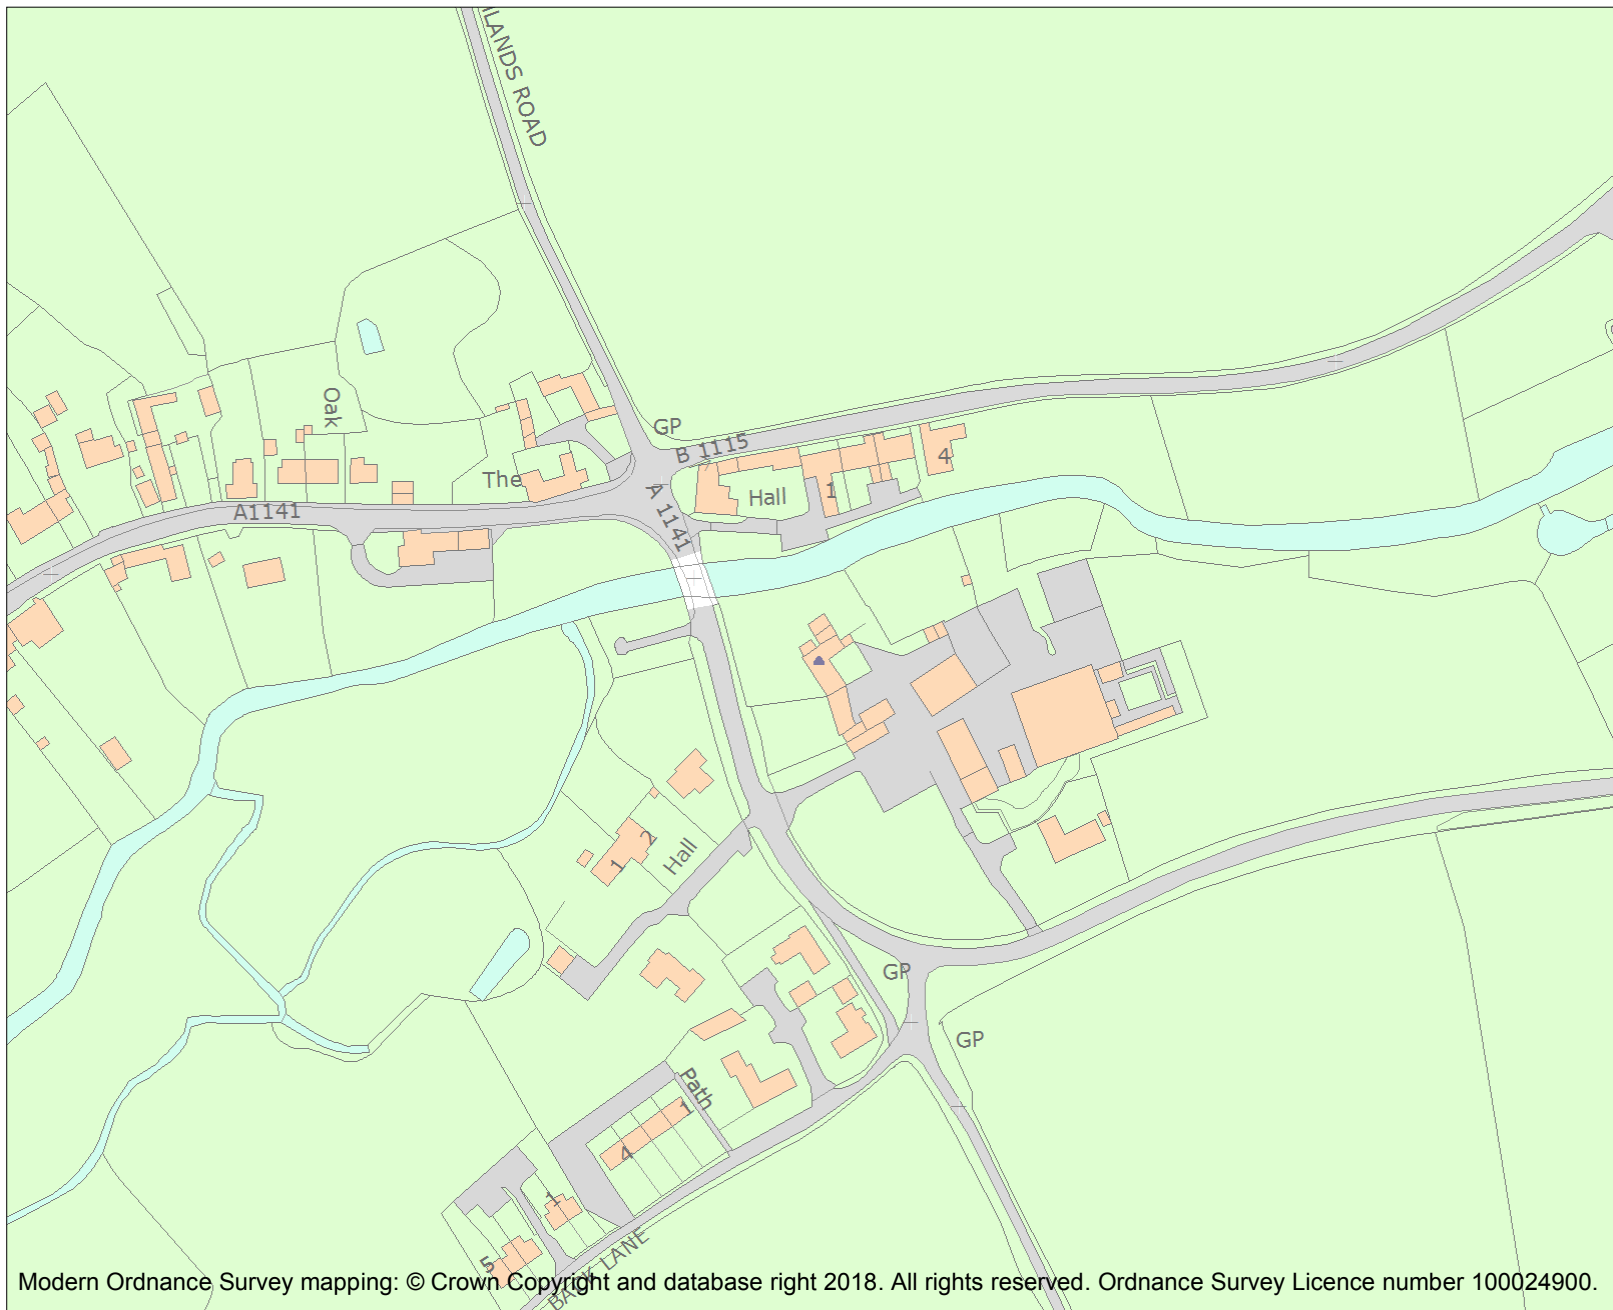 ILANDS ROAD
Oak
GP
B 1115
4
The
Hall
1
A1141
A 1141
2
1
Hall
GP
GP
Path
1
4
1
5
BACK LANE
Modern Ordnance Survey mapping: © Crown Copyright and database right 2018. All rights reserved. Ordnance Survey Licence number 100024900.